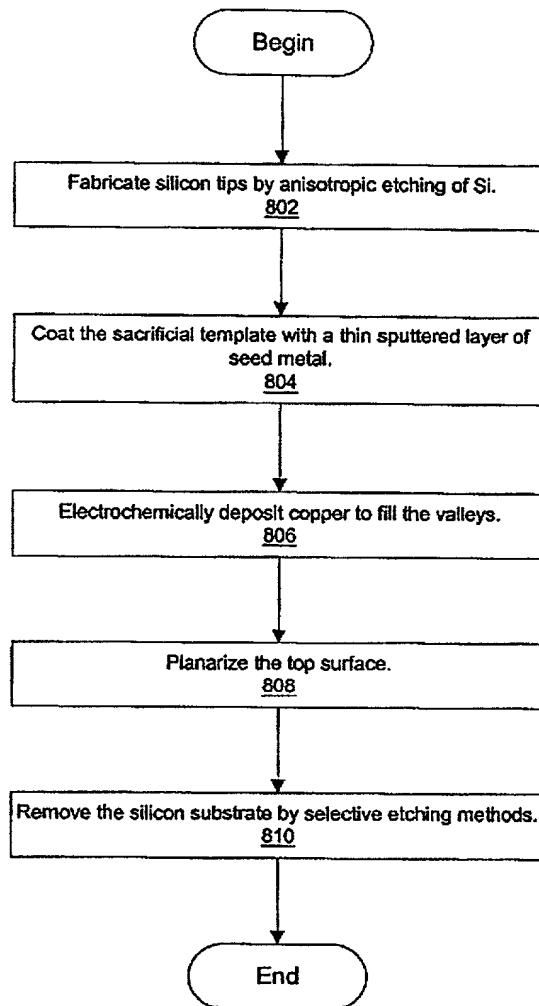 Begin
Fabricate silicon tips by anisotropic etching of Si.
802
Coat the sacrificial template with a thin sputtered layer of
seed metal.
804
Electrochemically deposit copper to fill the valleys.
806
Planarize the top surface.
808
Remove the silicon substrate by selective etching methods.
810
End